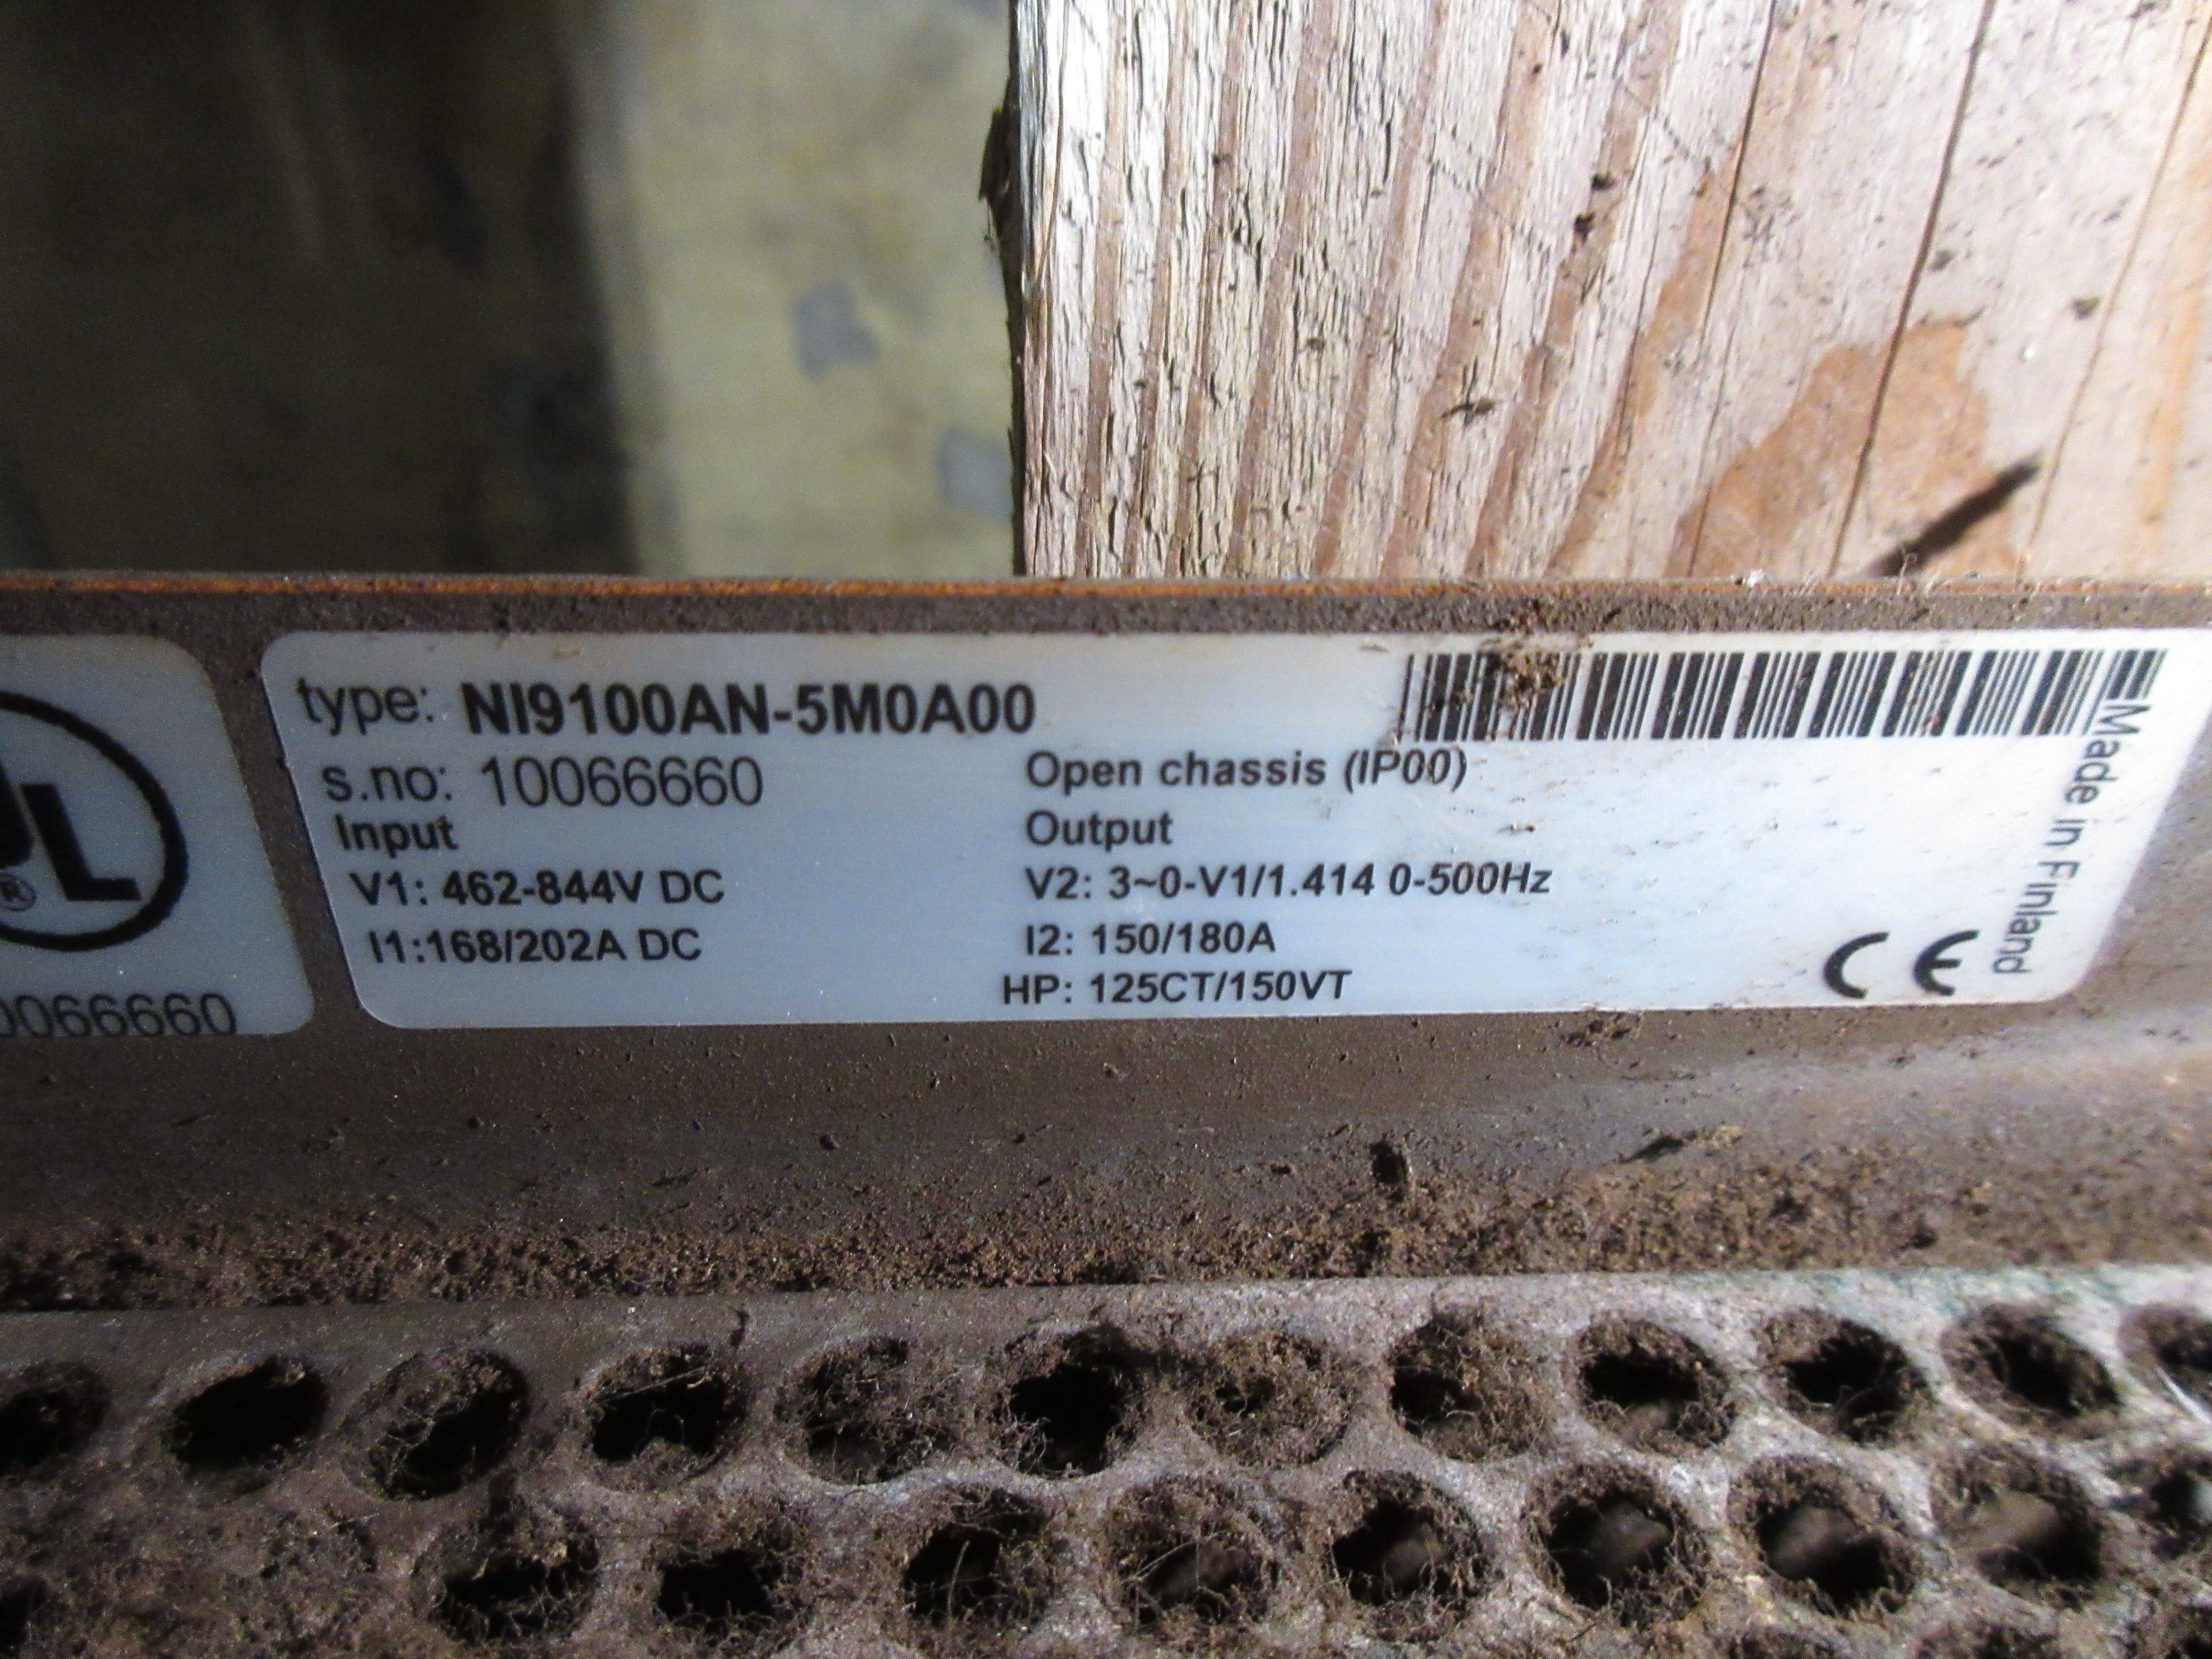 UL
®
0066660
type: NI9100AN-5M0A00
s.no: 10066660
Open chassis (IP00)
Input
Output
V1: 462-844V DC
V2: 3~0-V1/1.414 0-500Hz
I1:168/202A DC
I2: 150/180A
HP: 125CT/150VT
CE
Made in Finland